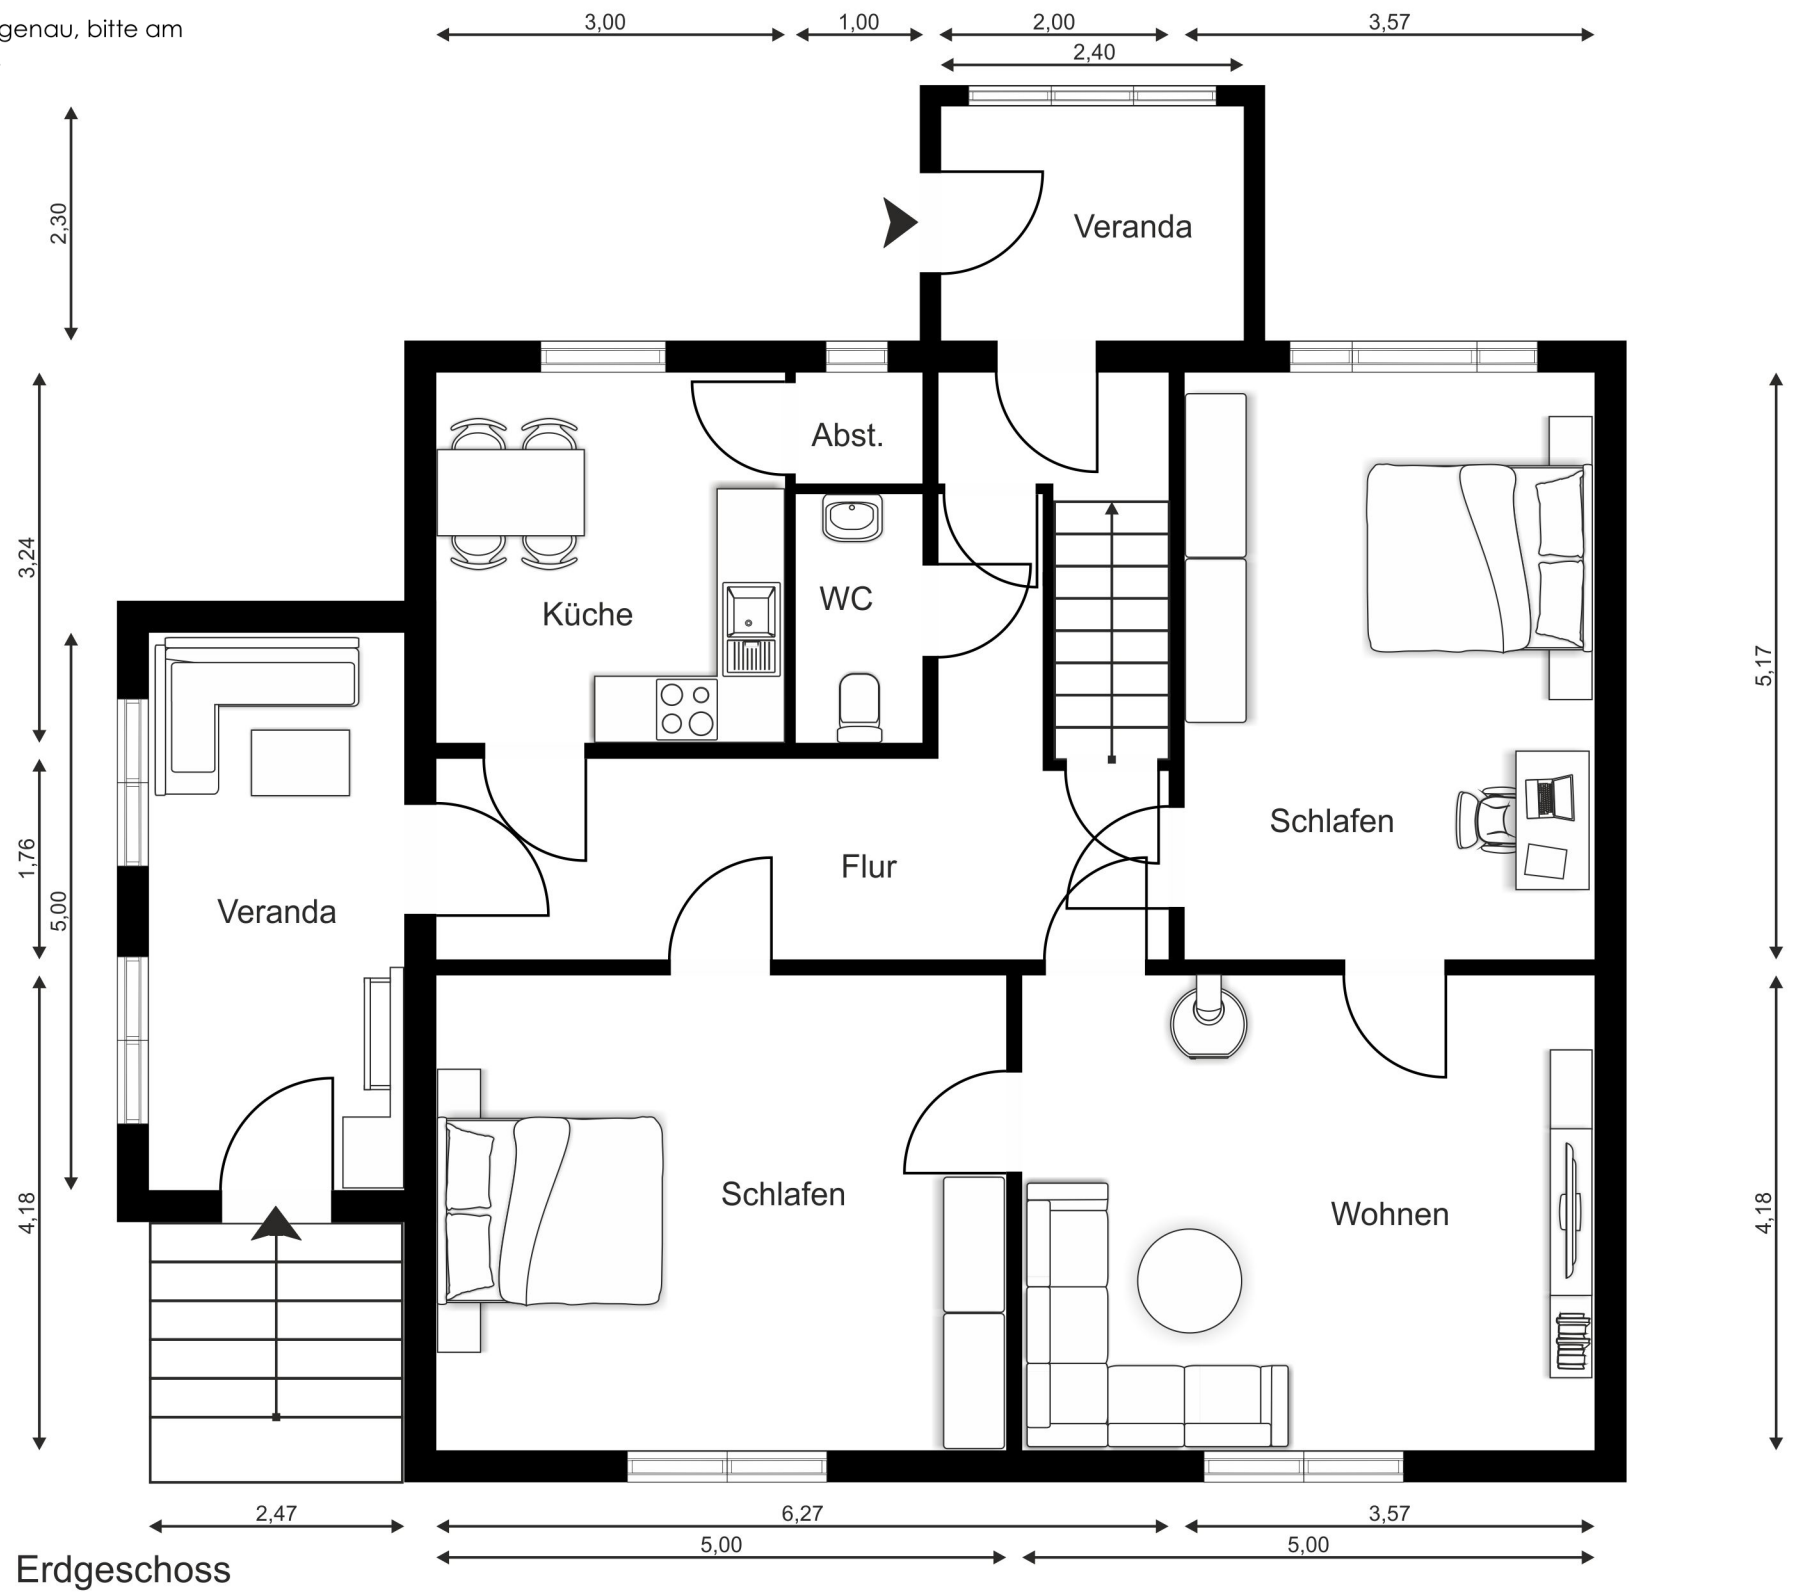 genau, bitte am
3,00
1,00
2,00
3,57
2,40
2,30
Veranda
Abst.
3,24
WC
Küche
5,17
Schlafen
1,76
Flur
5,00
Veranda
Schlafen
4,18
Wohnen
4,18
2,47
6,27
3,57
5,00
5,00
Erdgeschoss